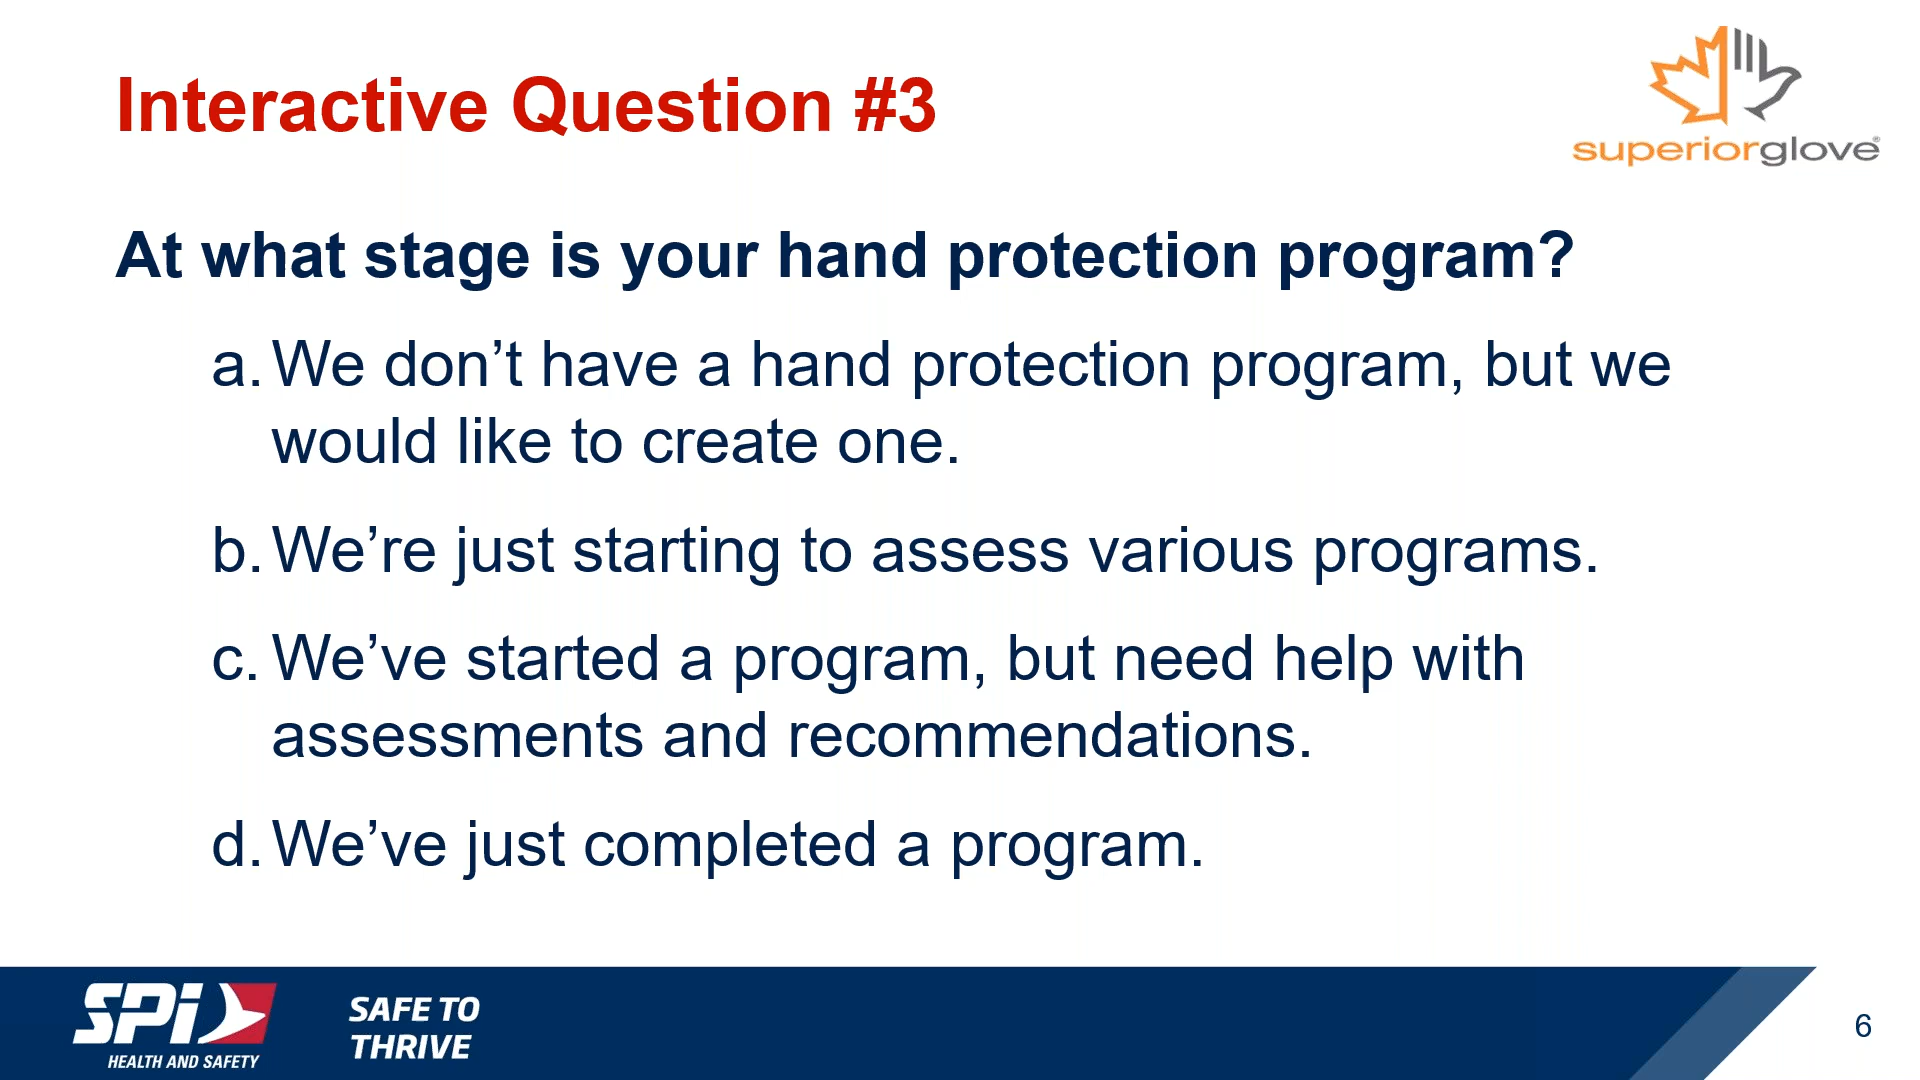 Interactive Question #3
superiorglove®
At what stage is your hand protection program?
a. We don’t have a hand protection program, but we
would like to create one.
b. We’re just starting to assess various programs.
c. We’ve started a program, but need help with
assessments and recommendations.
d. We’ve just completed a program.
SPi
HEALTH AND SAFETY
SAFE TO
THRIVE
6